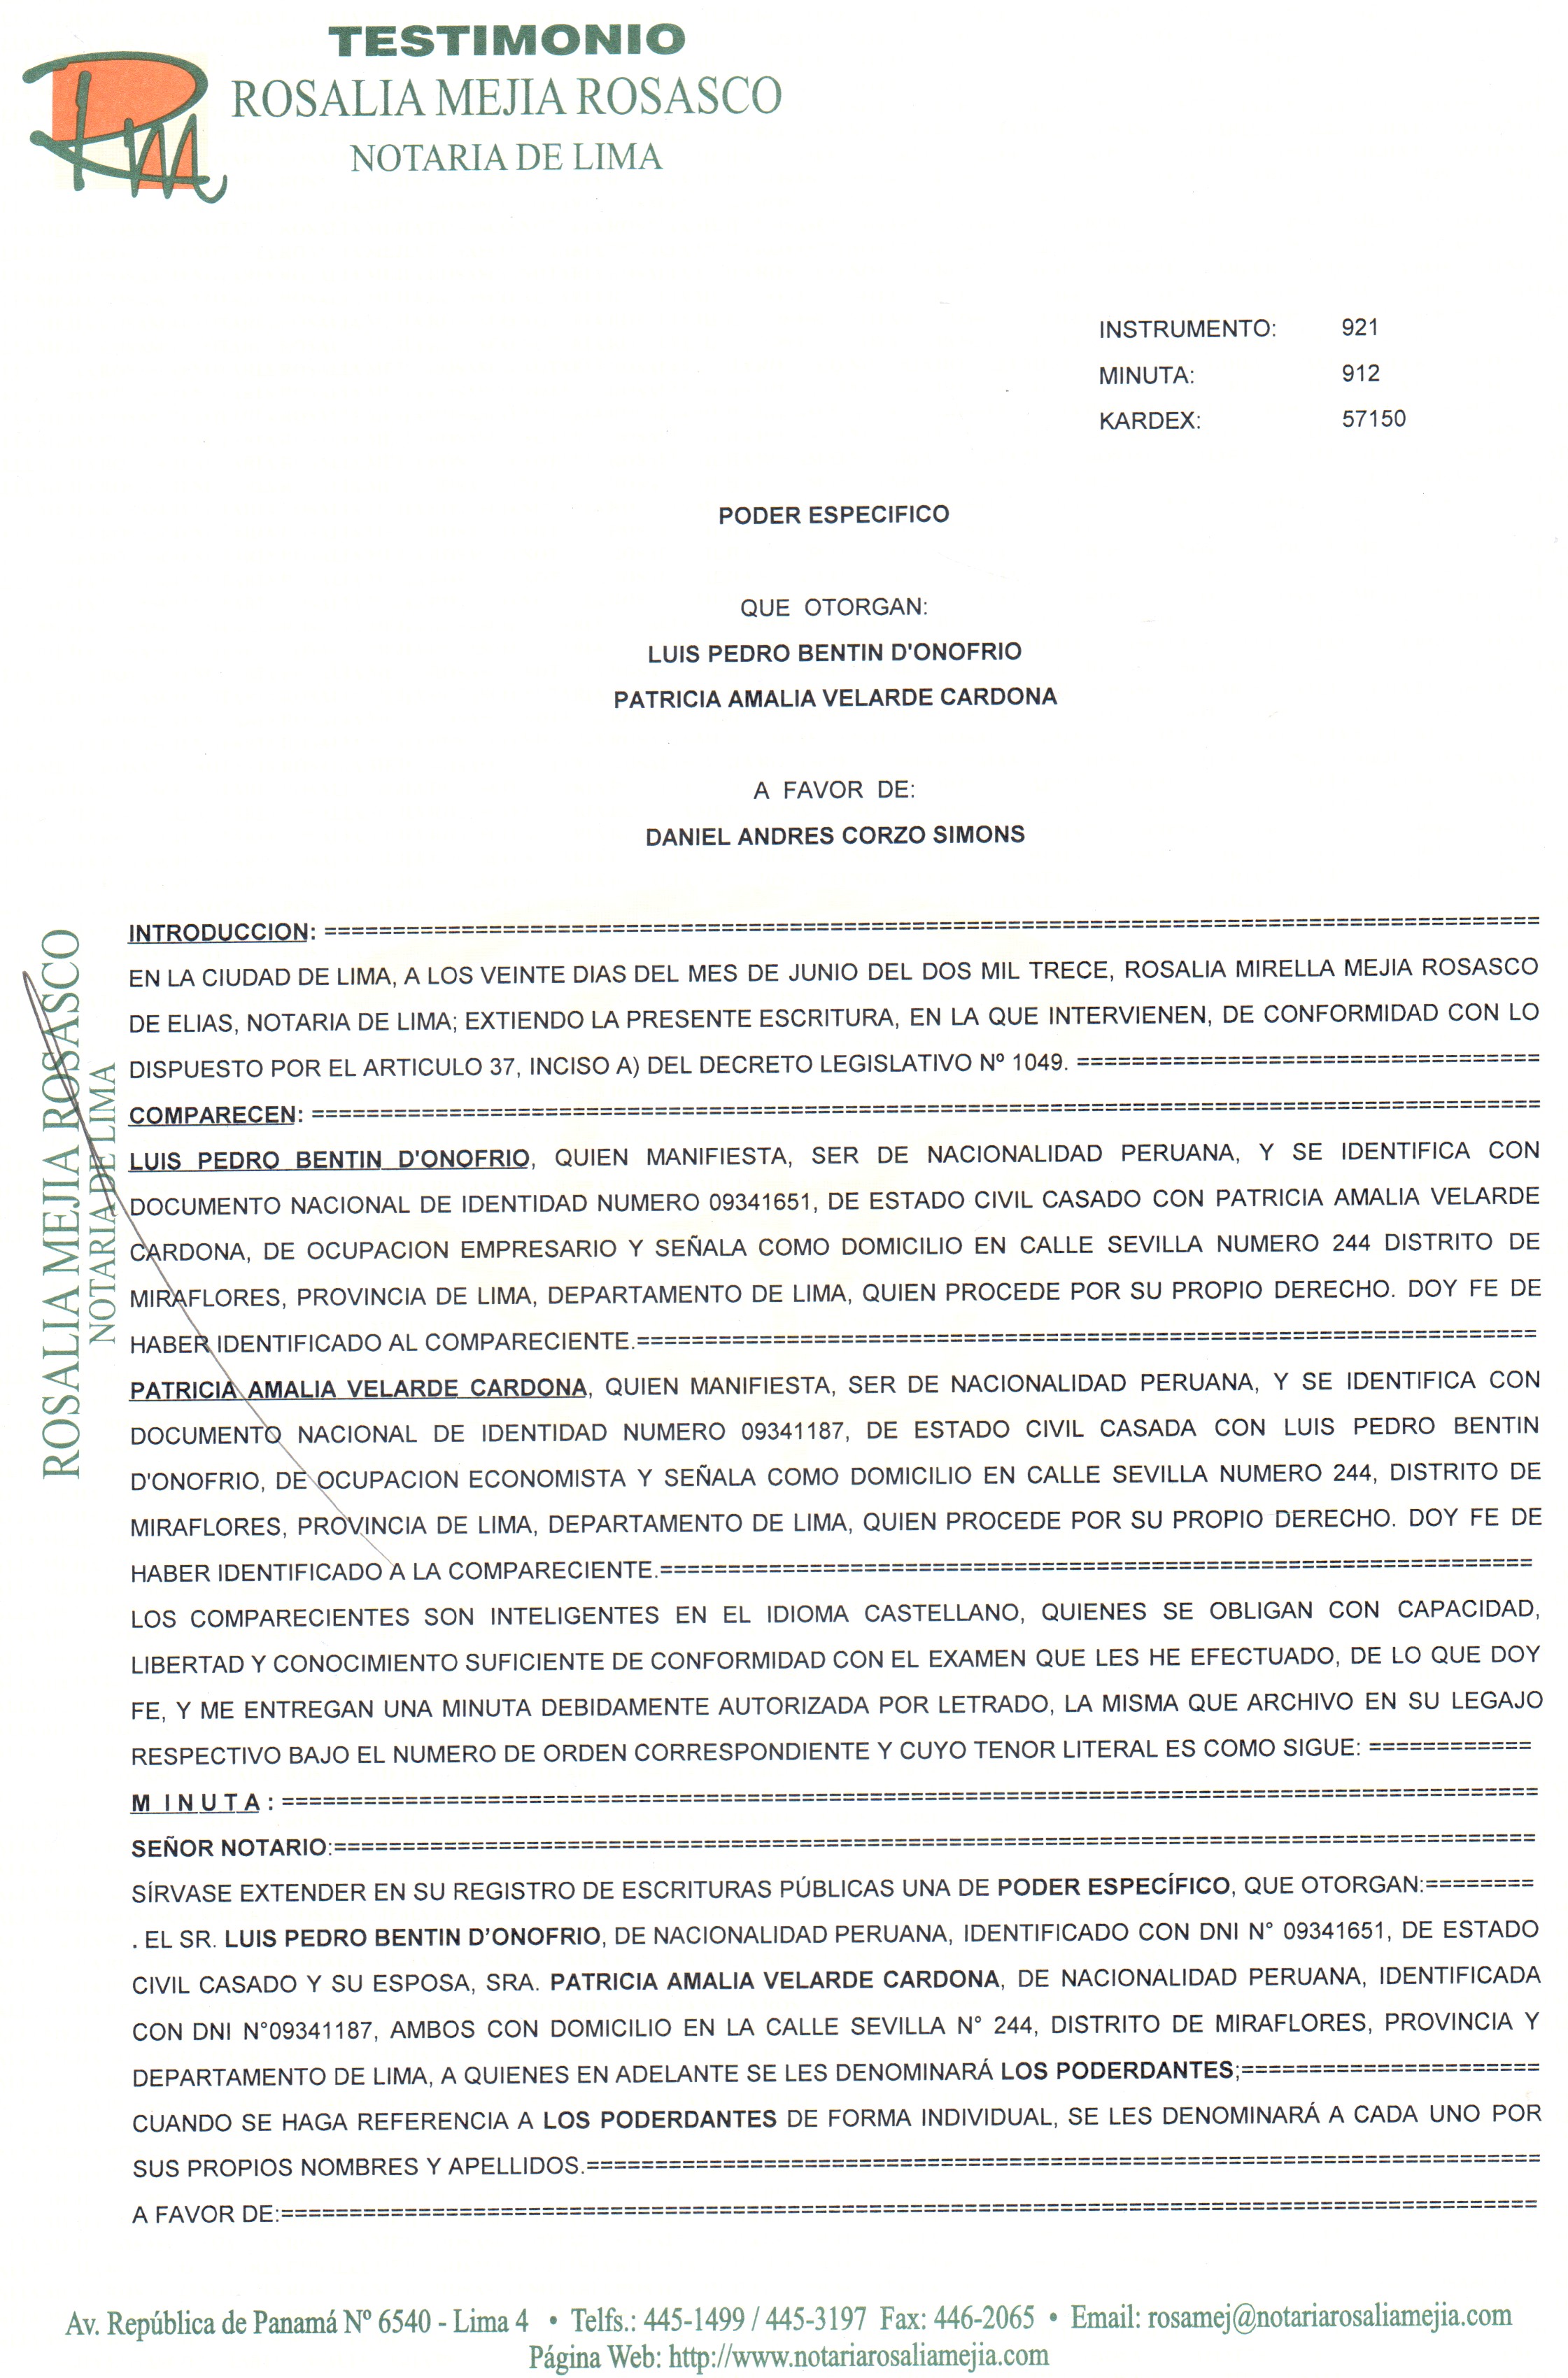 TESTIMONIO
ROSALIA MEJIA ROSASCO
NOTARIA DE LIMA
INSTRUMENTO: 921
MINUTA: 912
KARDEX: 57150
PODER ESPECIFICO
QUE OTORGAN:
LUIS PEDRO BENTIN D'ONOFRIO
PATRICIA AMALIA VELARDE CARDONA
A FAVOR DE:
DANIEL ANDRES CORZO SIMONS
ROSALIA MEJIA ROSASCO
NOTARIA DE LIMA
INTRODUCCION: ==========================================================================
EN LA CIUDAD DE LIMA, A LOS VEINTE DIAS DEL MES DE JUNIO DEL DOS MIL TRECE, ROSALIA MIRELLA MEJIA ROSASCO
DE ELIAS, NOTARIA DE LIMA; EXTIENDO LA PRESENTE ESCRITURA, EN LA QUE INTERVIENEN, DE CONFORMIDAD CON LO
DISPUESTO POR EL ARTICULO 37, INCISO A) DEL DECRETO LEGISLATIVO Nº 1049. ==================================
COMPARECEN: ==========================================================================
LUIS PEDRO BENTIN D'ONOFRIO, QUIEN MANIFIESTA, SER DE NACIONALIDAD PERUANA, Y SE IDENTIFICA CON
DOCUMENTO NACIONAL DE IDENTIDAD NUMERO 09341651, DE ESTADO CIVIL CASADO CON PATRICIA AMALIA VELARDE
CARDONA, DE OCUPACION EMPRESARIO Y SEÑALA COMO DOMICILIO EN CALLE SEVILLA NUMERO 244 DISTRITO DE
MIRAFLORES, PROVINCIA DE LIMA, DEPARTAMENTO DE LIMA, QUIEN PROCEDE POR SU PROPIO DERECHO. DOY FE DE
HABER IDENTIFICADO AL COMPARECIENTE.==================================================================
PATRICIA AMALIA VELARDE CARDONA, QUIEN MANIFIESTA, SER DE NACIONALIDAD PERUANA, Y SE IDENTIFICA CON
DOCUMENTO NACIONAL DE IDENTIDAD NUMERO 09341187, DE ESTADO CIVIL CASADA CON LUIS PEDRO BENTIN
D'ONOFRIO, DE OCUPACION ECONOMISTA Y SEÑALA COMO DOMICILIO EN CALLE SEVILLA NUMERO 244, DISTRITO DE
MIRAFLORES, PROVINCIA DE LIMA, DEPARTAMENTO DE LIMA, QUIEN PROCEDE POR SU PROPIO DERECHO. DOY FE DE
HABER IDENTIFICADO A LA COMPARECIENTE.================================================================
LOS COMPARECIENTES SON INTELIGENTES EN EL IDIOMA CASTELLANO, QUIENES SE OBLIGAN CON CAPACIDAD,
LIBERTAD Y CONOCIMIENTO SUFICIENTE DE CONFORMIDAD CON EL EXAMEN QUE LES HE EFECTUADO, DE LO QUE DOY
FE, Y ME ENTREGAN UNA MINUTA DEBIDAMENTE AUTORIZADA POR LETRADO, LA MISMA QUE ARCHIVO EN SU LEGAJO
RESPECTIVO BAJO EL NUMERO DE ORDEN CORRESPONDIENTE Y CUYO TENOR LITERAL ES COMO SIGUE: ============
M I N U T A : ==========================================================================
SEÑOR NOTARIO:==========================================================================
SÍRVASE EXTENDER EN SU REGISTRO DE ESCRITURAS PÚBLICAS UNA DE PODER ESPECÍFICO, QUE OTORGAN:========
. EL SR. LUIS PEDRO BENTIN D'ONOFRIO, DE NACIONALIDAD PERUANA, IDENTIFICADO CON DNI N° 09341651, DE ESTADO
CIVIL CASADO Y SU ESPOSA, SRA. PATRICIA AMALIA VELARDE CARDONA, DE NACIONALIDAD PERUANA, IDENTIFICADA
CON DNI N°09341187, AMBOS CON DOMICILIO EN LA CALLE SEVILLA N° 244, DISTRITO DE MIRAFLORES, PROVINCIA Y
DEPARTAMENTO DE LIMA, A QUIENES EN ADELANTE SE LES DENOMINARÁ LOS PODERDANTES;======================
CUANDO SE HAGA REFERENCIA A LOS PODERDANTES DE FORMA INDIVIDUAL, SE LES DENOMINARÁ A CADA UNO POR
SUS PROPIOS NOMBRES Y APELLIDOS.======================================================================
A FAVOR DE:==========================================================================
Av. República de Panamá Nº 6540 - Lima 4 • Telfs.: 445-1499 / 445-3197 Fax: 446-2065 • Email: rosamej@notariarosaliamejia.com
Página Web: http://www.notariarosaliamejia.com